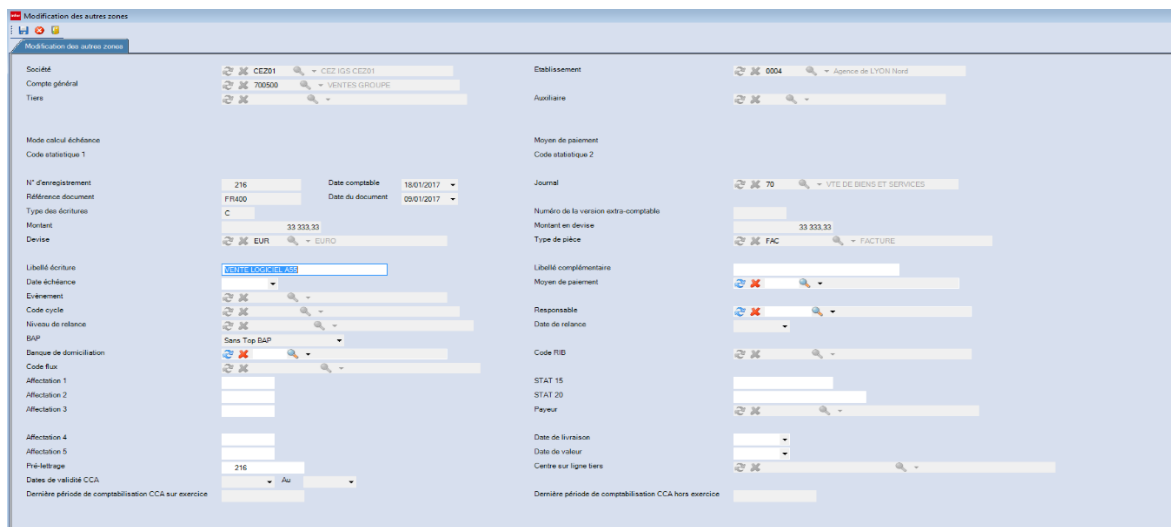 Modification des autres zones
Modification des autres zones
Société CEZ01 CEZ IGS CEZ01 Etablissement 0004 Agence de LYON Nord
Compte général 700500 VENTES GROUPE
Tiers Auxiliaire
Mode calcul échéance Moyen de paiement
Code statistique 1 Code statistique 2
N° d'enregistrement 216 Date comptable 18/01/2017 Journal 70 VTE DE BIENS ET SERVICES
Référence document FR400 Date du document 09/01/2017
Type des écritures C Numéro de la version extra-comptable
Montant 33 333,33 Montant en devise 33 333,33
Devise EUR EURO Type de pièce FAC FACTURE
Libellé écriture VENTE LOGICIEL Libellé complémentaire
Date échéance Moyen de paiement
Evènement
Code cycle Responsable
Niveau de relance Date de relance
BAP Sans Top BAP
Banque de domiciliation Code RIB
Code flux
Affectation 1 STAT 15
Affectation 2 STAT 20
Affectation 3 Payeur
Affectation 4 Date de livraison
Affectation 5 Date de valeur
Pré-lettrage 216 Centre sur ligne tiers
Dates de validité CCA Au
Dernière période de comptabilisation CCA sur exercice Dernière période de comptabilisation CCA hors exercice